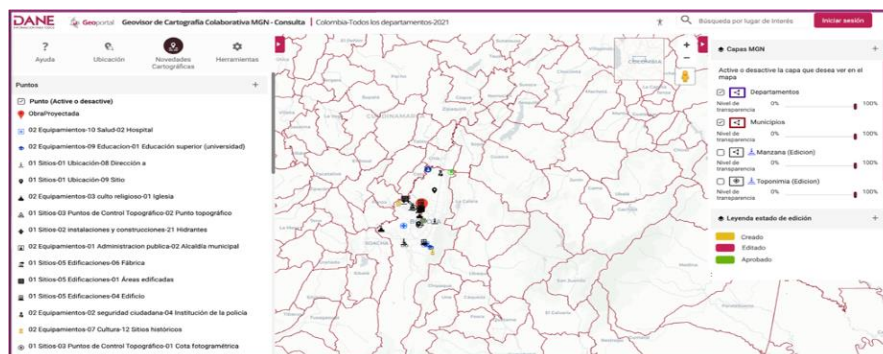 DANE
Geoportal
Geovisor de Cartografía Colaborativa MGN - Consulta | Colombia-Todos los departamentos-2021
Búsqueda por lugar de Interés
Iniciar sesión
Ayuda
Ubicación
Novedades Cartográficas
Herramientas
Puntos
Punto (Active o desactive)
ObraProyectada
02 Equipamientos-10 Salud-02 Hospital
02 Equipamientos-09 Educacion-01 Educación superior (universidad)
01 Sitios-01 Ubicación-08 Dirección a
01 Sitios-01 Ubicación-09 Sitio
02 Equipamientos-03 culto religioso-01 Iglesia
01 Sitios-03 Puntos de Control Topográfico-02 Punto topográfico
01 Sitios-02 instalaciones y construcciones-21 Hidrantes
02 Equipamientos-01 Administracion publica-02 Alcaldía municipal
01 Sitios-05 Edificaciones-06 Fábrica
01 Sitios-05 Edificaciones-01 Áreas edificadas
01 Sitios-05 Edificaciones-04 Edificio
02 Equipamientos-02 seguridad ciudadana-04 Institución de la policía
02 Equipamientos-07 Cultura-12 Sitios históricos
01 Sitios-03 Puntos de Control Topográfico-01 Cota fotogramétrica
CUNDINAMARCA
La Calera
SOACHA
COLOMBIA
Capas MGN
Active o desactive la capa que desea ver en el
mapa
Departamentos
Nivel de
transparencia
0%
100%
Municipios
Nivel de
transparencia
0%
100%
Manzana (Edicion)
Nivel de
transparencia
0%
100%
Toponimia (Edicion)
Nivel de
transparencia
0%
100%
Leyenda estado de edición
Creado
Editado
Aprobado